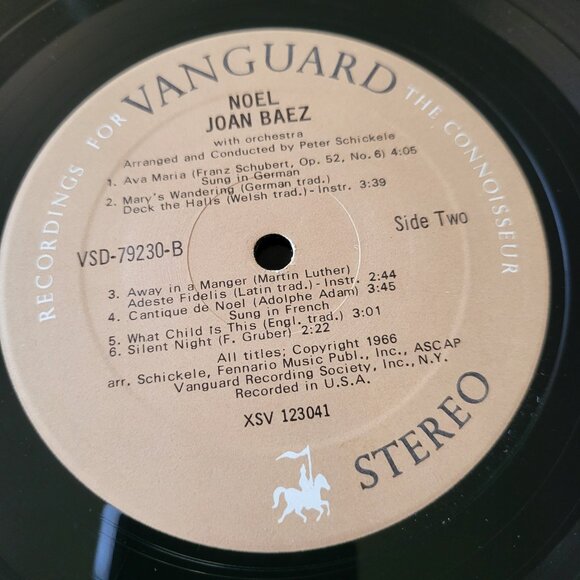 RECORDINGS FOR VANGUARD THE CONNOISSEUR
NOEL
JOAN BAEZ
with orchestra
Arranged and Conducted by Peter Schickele
1. Ava Maria (Franz Schubert, Op. 52, No. 6) 4:05
Sung in German
2. Mary's Wandering (German trad.)
Deck the Halls (Welsh trad.)- Instr. 3:39
VSD-79230-B
Side Two
3. Away in a Manger (Martin Luther)
Adeste Fidelis (Latin trad.)- Instr. 2:44
4. Cantique de Noel (Adolphe Adam) 3:45
Sung in French
5. What Child Is This (Engl. trad.) 3:01
6. Silent Night (F. Gruber) 2:22
All titles; Copyright 1966
arr. Schickele, Fennario Music Publ., Inc., ASCAP
Vanguard Recording Society, Inc., N.Y.
Recorded in U.S.A.
XSV 123041
STEREO